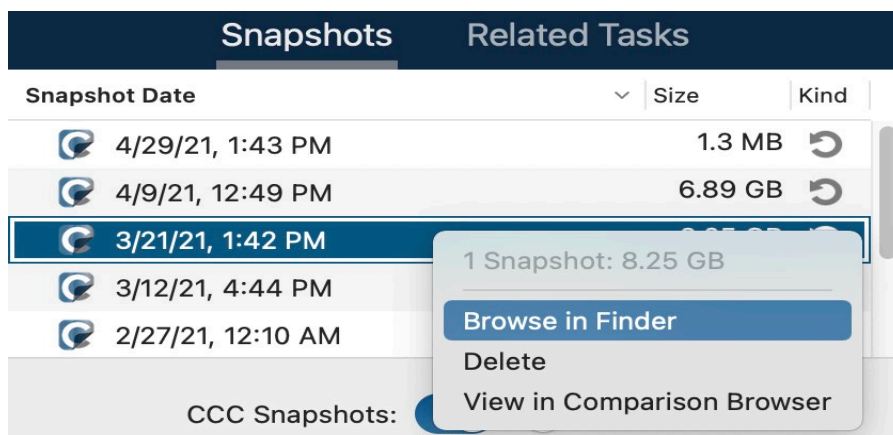 Snapshots Related Tasks
Snapshot Date Size Kind
4/29/21, 1:43 PM 1.3 MB
4/9/21, 12:49 PM 6.89 GB
3/21/21, 1:42 PM
1 Snapshot: 8.25 GB
3/12/21, 4:44 PM
Browse in Finder
2/27/21, 12:10 AM
Delete
View in Comparison Browser
CCC Snapshots: